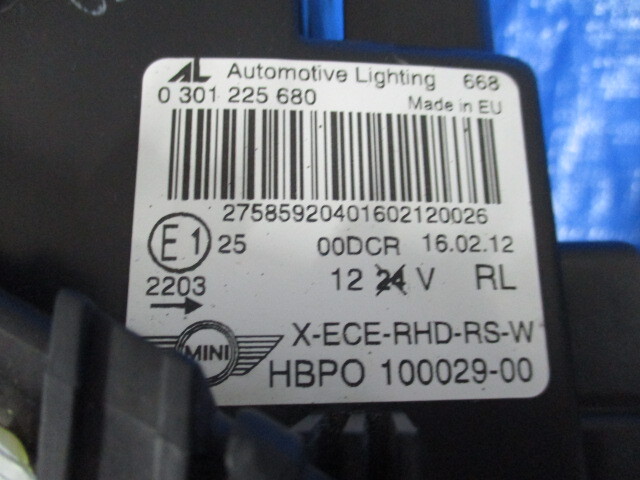 AL Automotive Lighting 668
0 301 225 680 Made in EU
27585920401602120026
E1 25 00DCR 16.02.12
2203 12 24 V RL
X-ECE-RHD-RS-W
MINI HBPO 100029-00